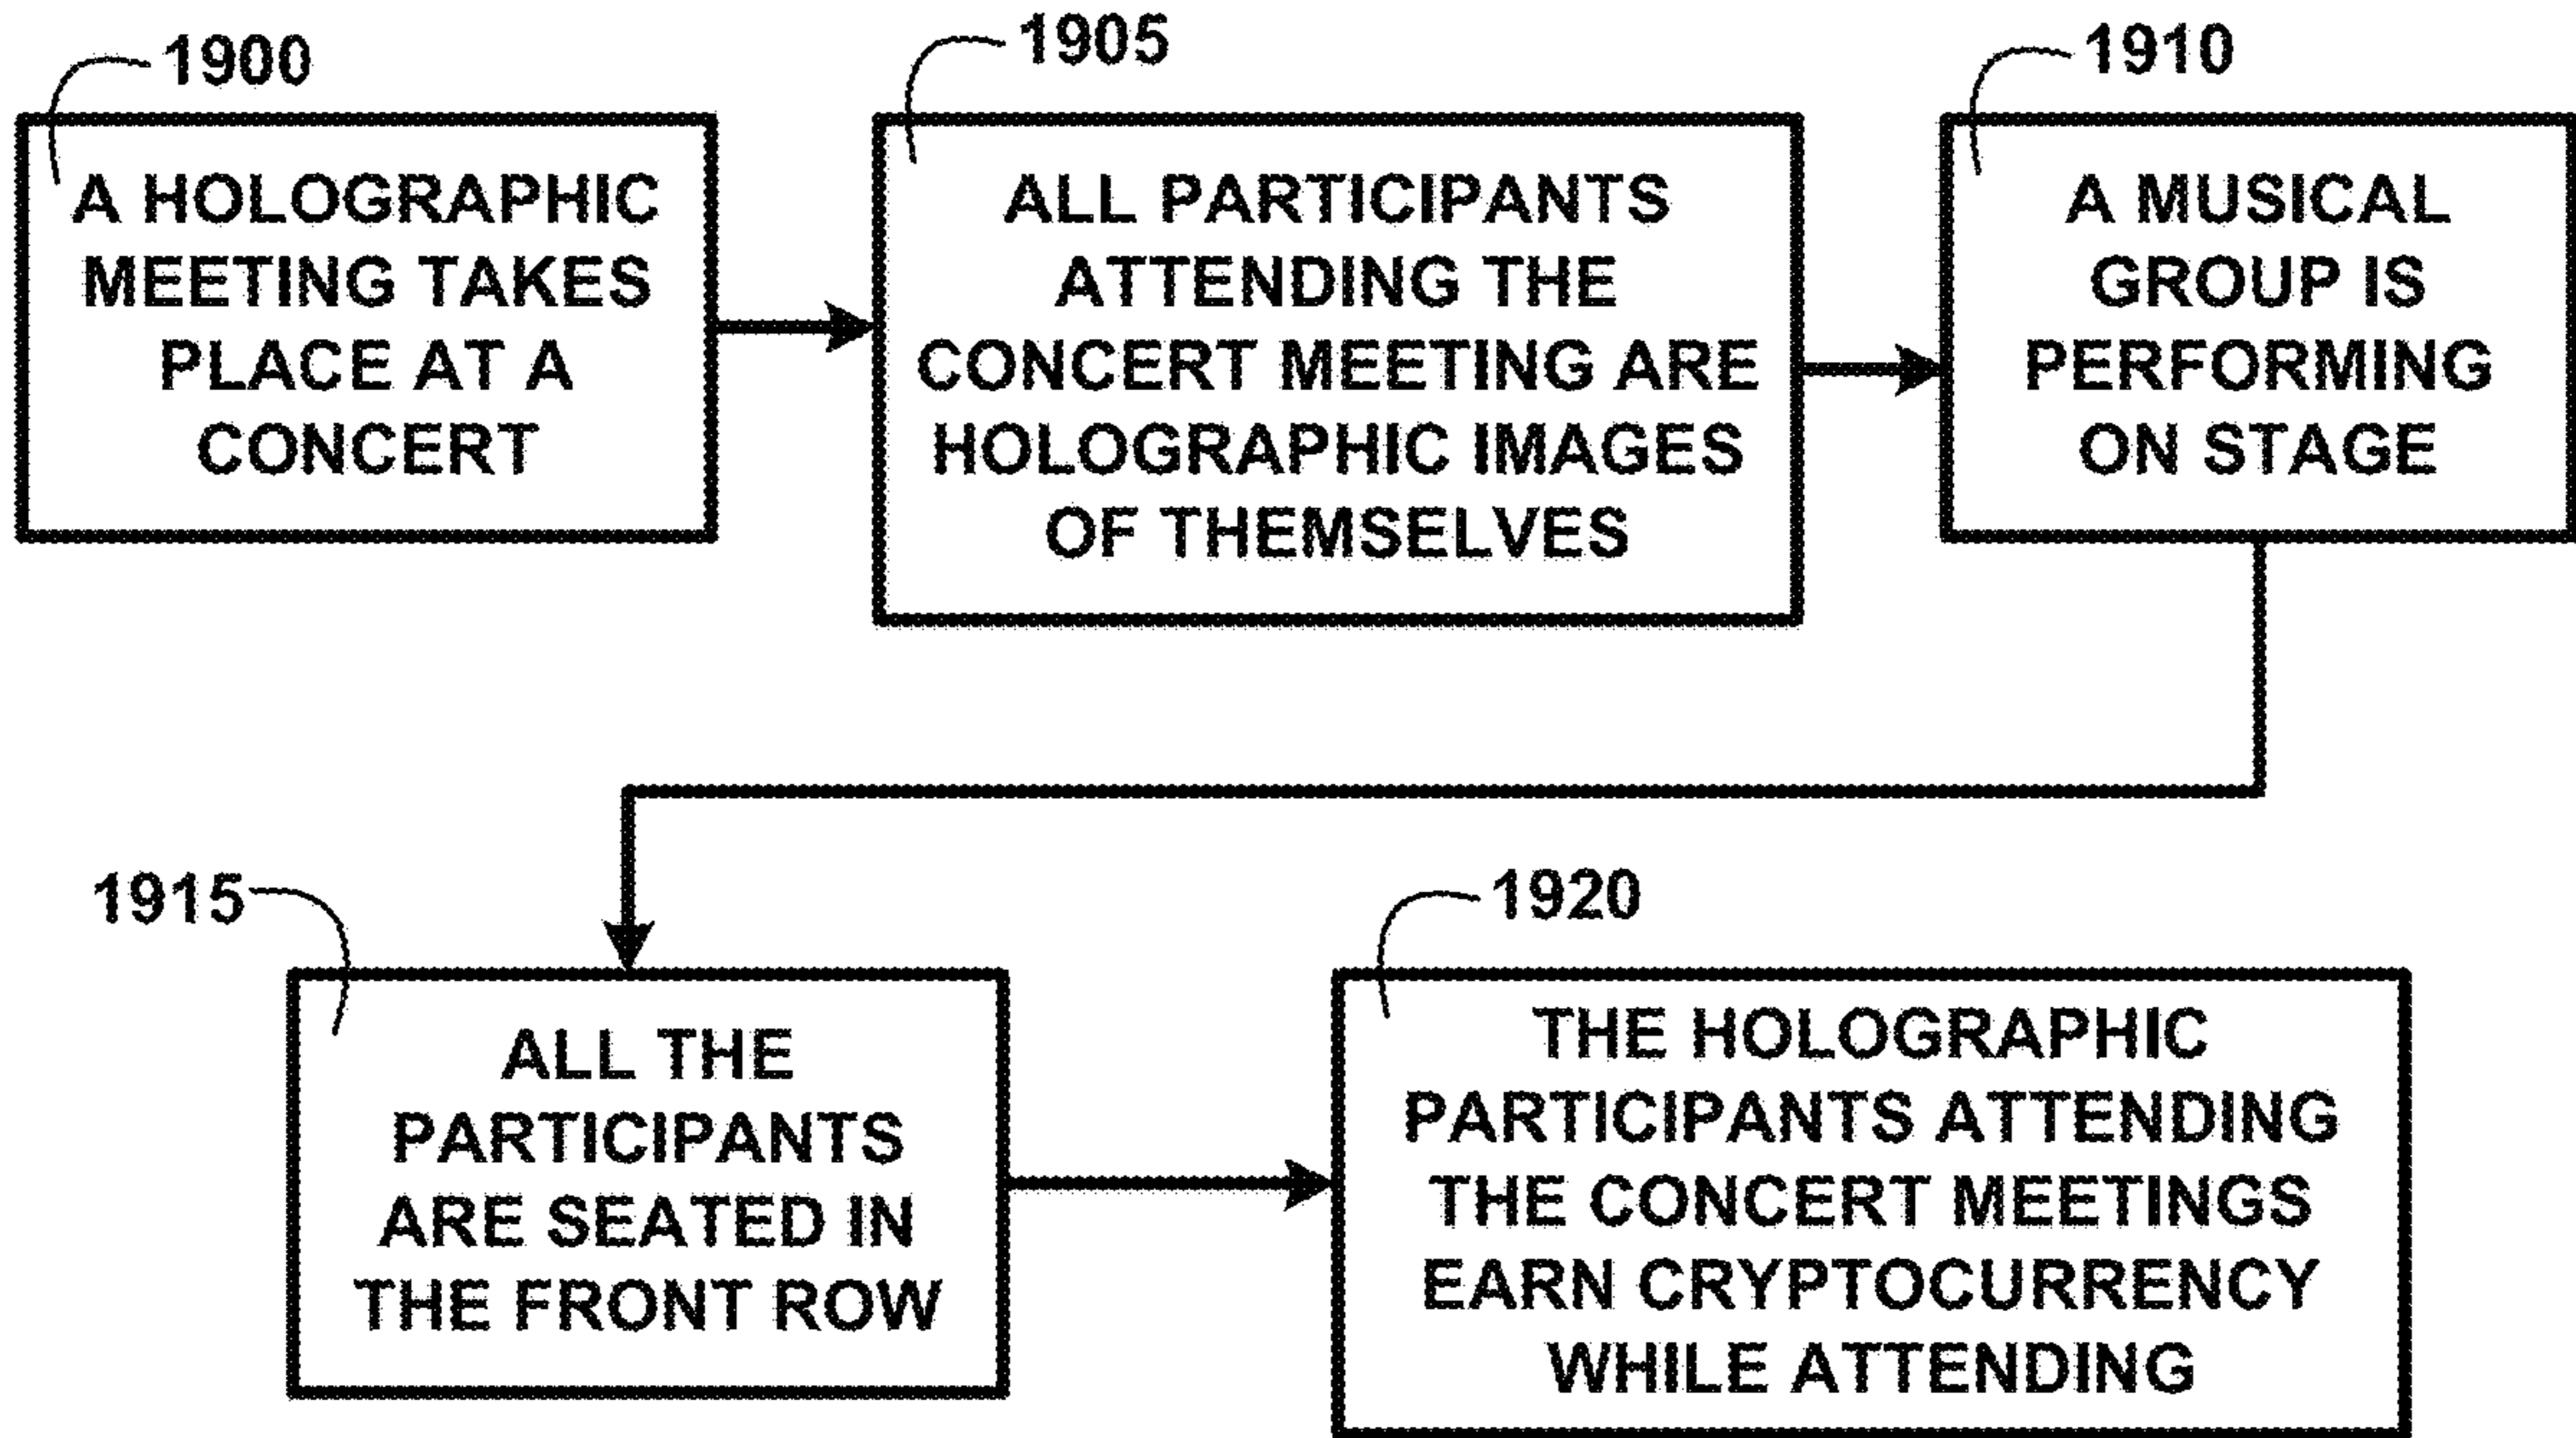 1900
A HOLOGRAPHIC
MEETING TAKES
PLACE AT A
CONCERT
1905
ALL PARTICIPANTS
ATTENDING THE
CONCERT MEETING ARE
HOLOGRAPHIC IMAGES
OF THEMSELVES
1910
A MUSICAL
GROUP IS
PERFORMING
ON STAGE
1915
ALL THE
PARTICIPANTS
ARE SEATED IN
THE FRONT ROW
1920
THE HOLOGRAPHIC
PARTICIPANTS ATTENDING
THE CONCERT MEETINGS
EARN CRYPTOCURRENCY
WHILE ATTENDING